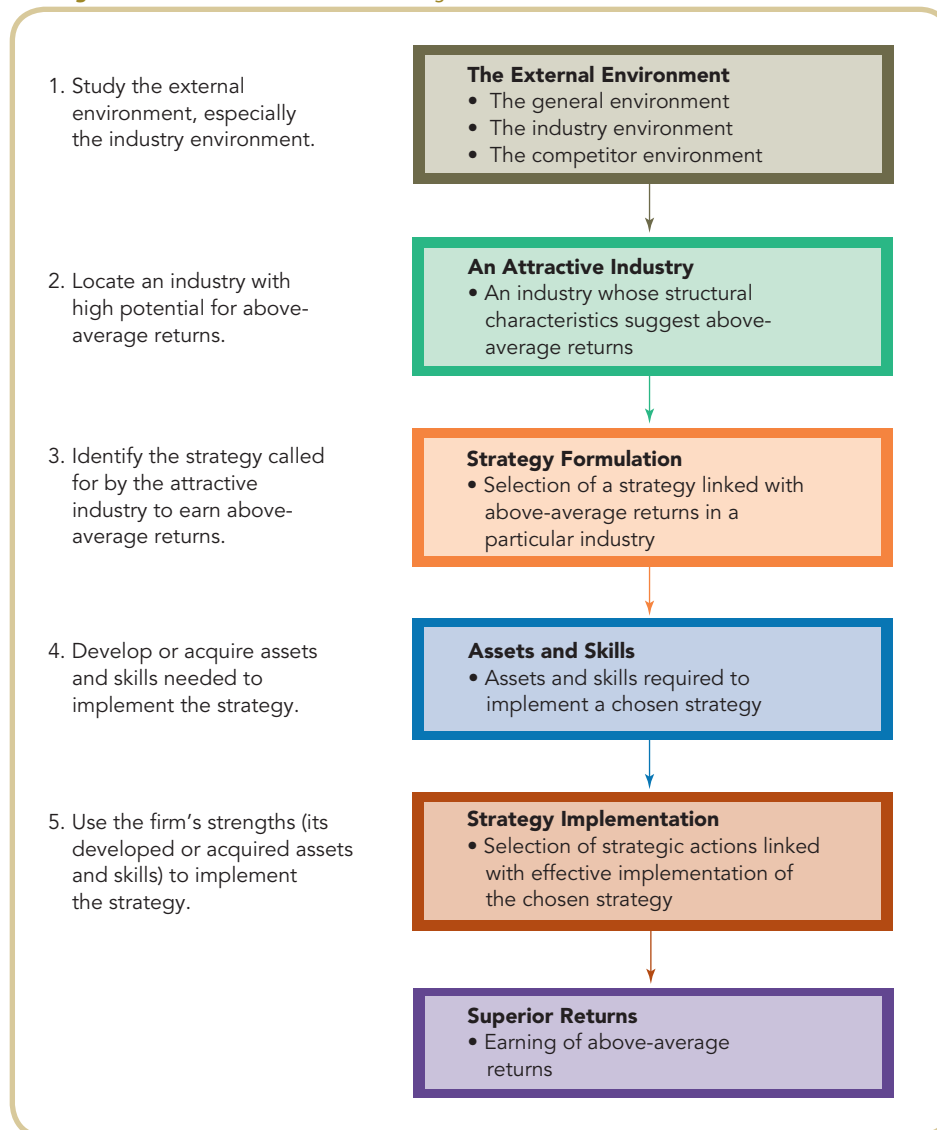 1. Study the external
environment, especially
the industry environment.
The External Environment
• The general environment
• The industry environment
• The competitor environment
2. Locate an industry with
high potential for above-
average returns.
An Attractive Industry
• An industry whose structural
characteristics suggest above-
average returns
3. Identify the strategy called
for by the attractive
industry to earn above-
average returns.
Strategy Formulation
• Selection of a strategy linked with
above-average returns in a
particular industry
4. Develop or acquire assets
and skills needed to
implement the strategy.
Assets and Skills
• Assets and skills required to
implement a chosen strategy
5. Use the firm’s strengths (its
developed or acquired assets
and skills) to implement
the strategy.
Strategy Implementation
• Selection of strategic actions linked
with effective implementation of
the chosen strategy
Superior Returns
• Earning of above-average
returns